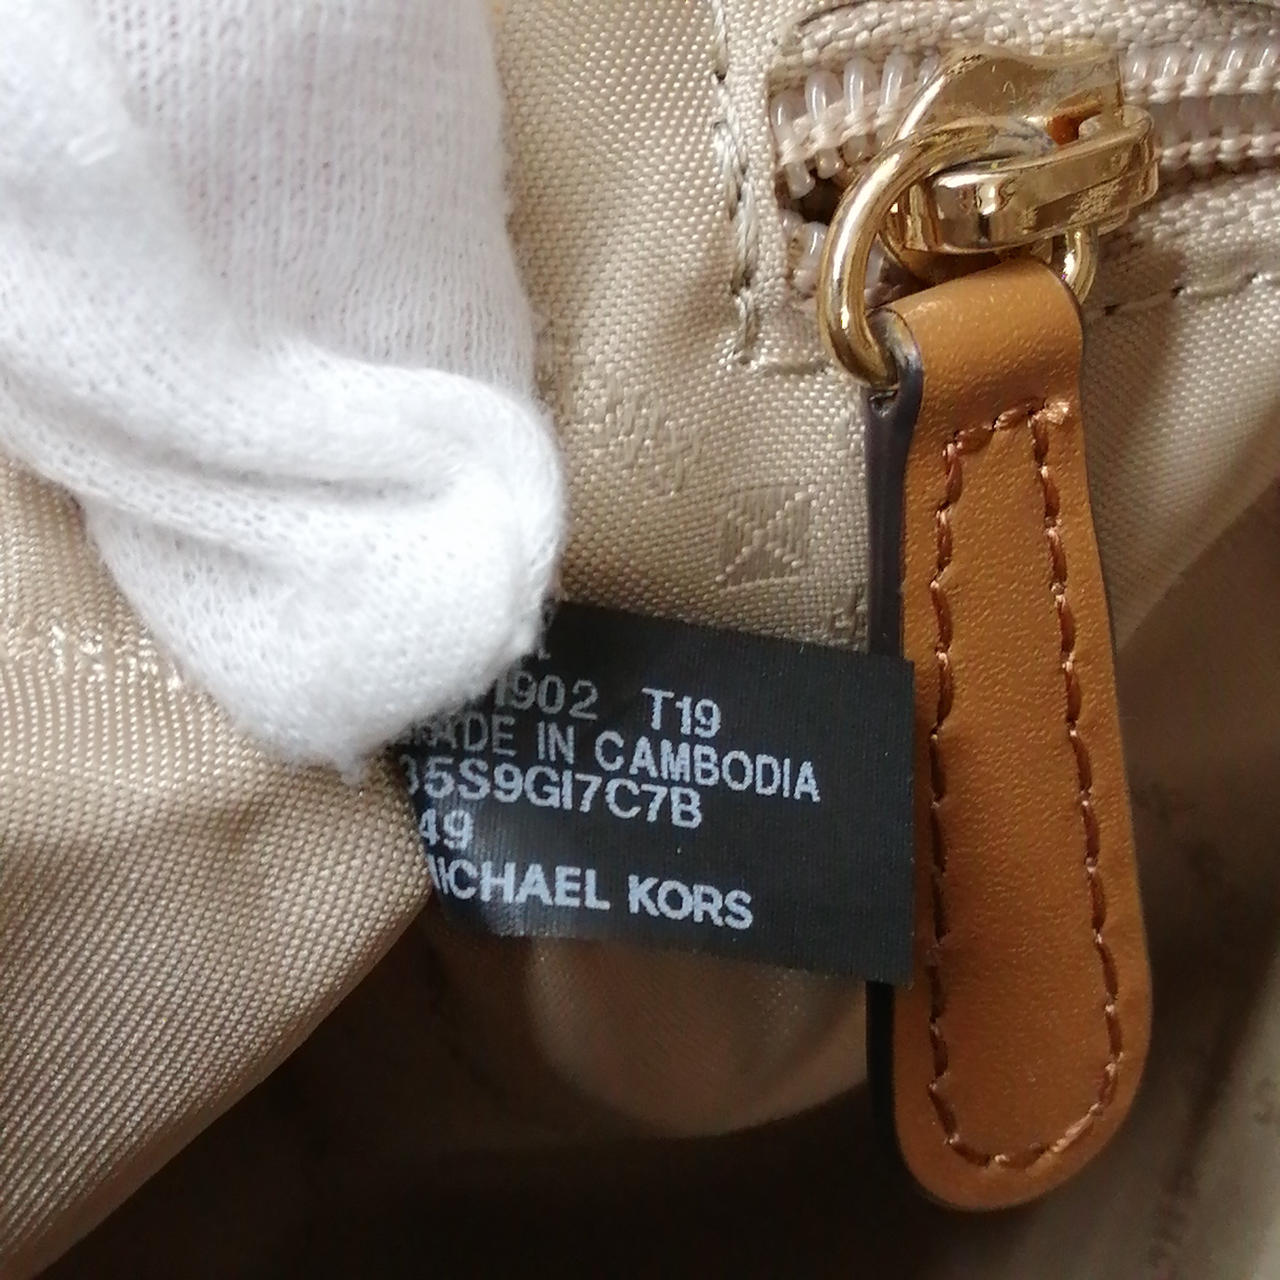 1902 T19
MADE IN CAMBODIA
35S9GI7C7B
49
MICHAEL KORS